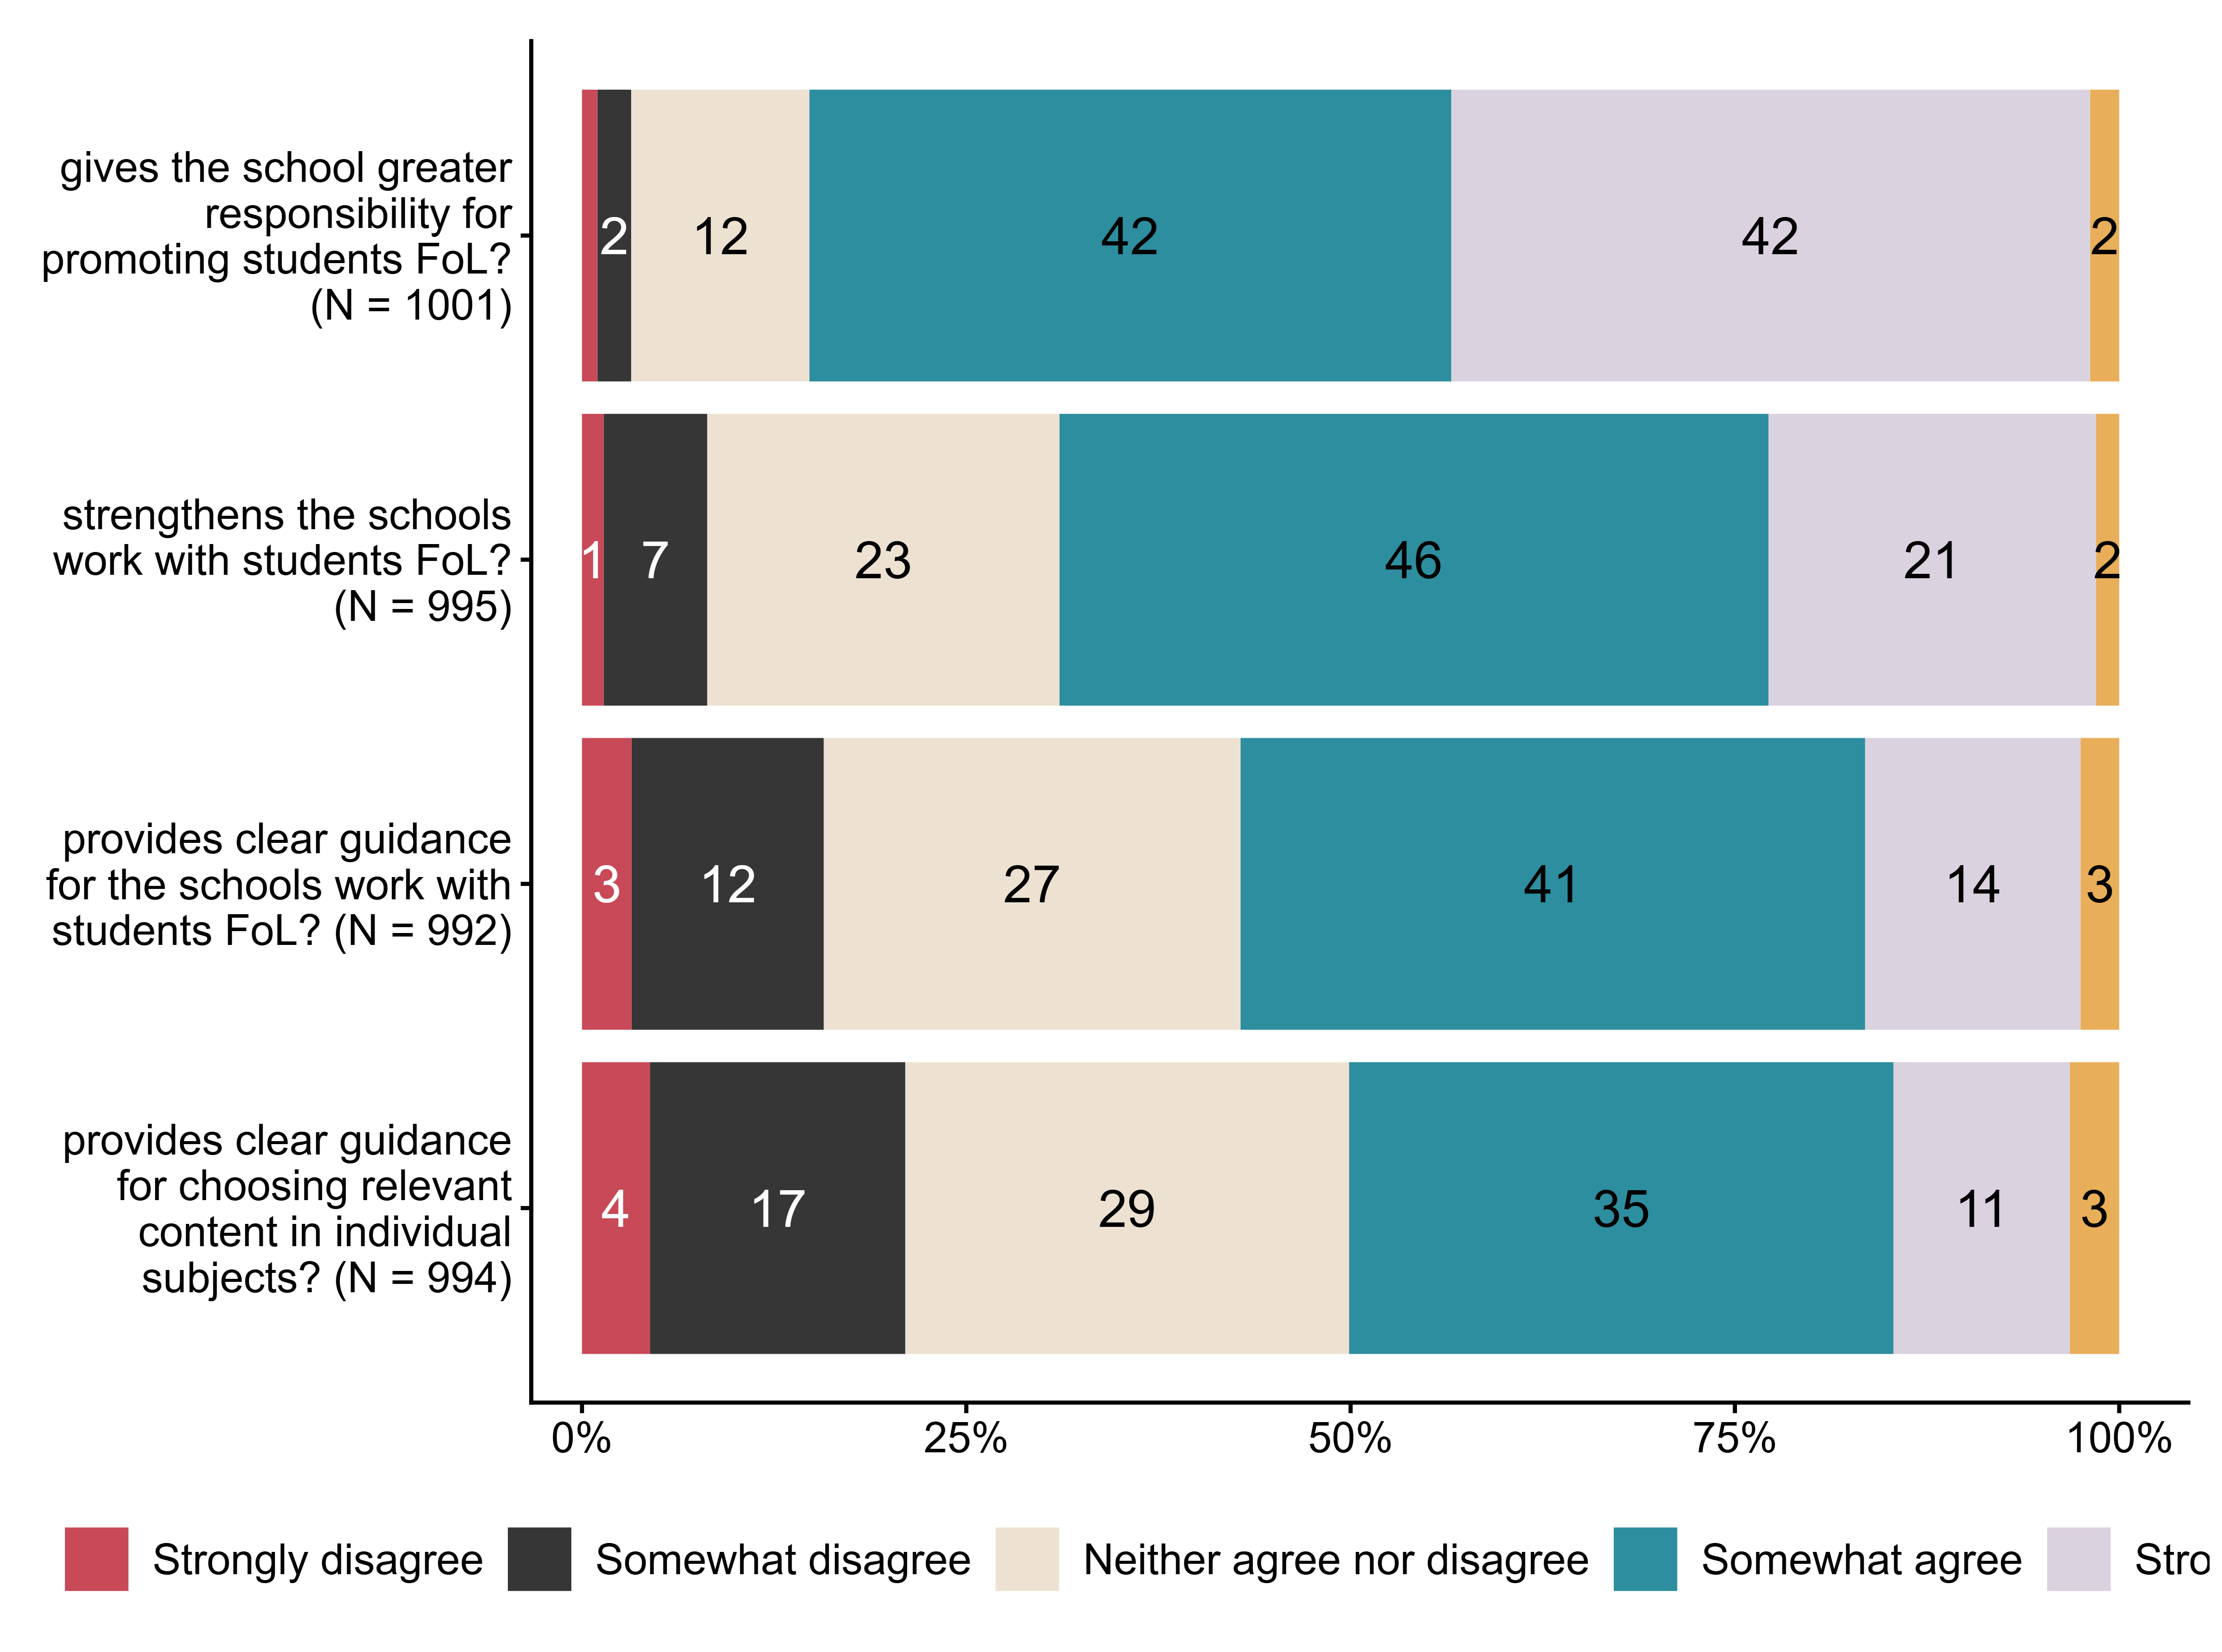 gives the school greater
responsibility for
promoting students FoL?
(N = 1001)
2 12 42 42 2
strengthens the schools
work with students FoL?
(N = 995)
1 7 23 46 21 2
provides clear guidance
for the schools work with
students FoL? (N = 992)
3 12 27 41 14 3
provides clear guidance
for choosing relevant
content in individual
subjects? (N = 994)
4 17 29 35 11 3
0% 25% 50% 75% 100%
Strongly disagree Somewhat disagree Neither agree nor disagree Somewhat agree Stro